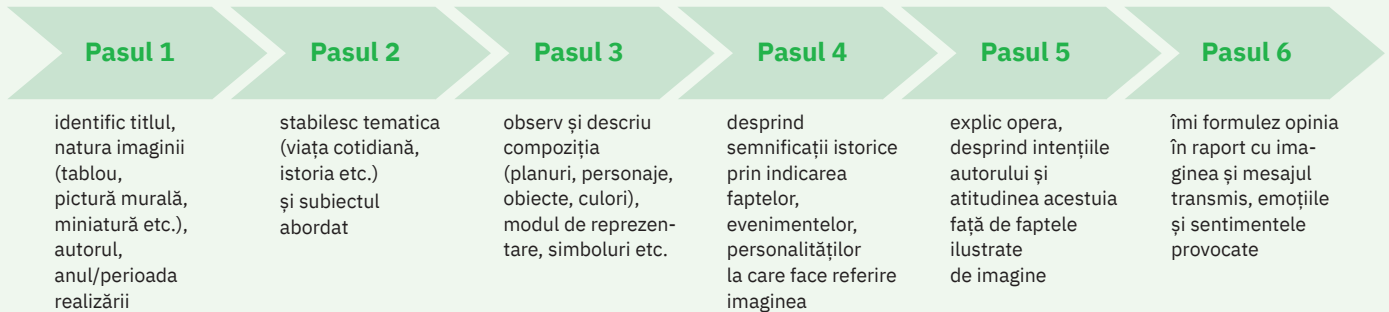 Pasul 1
identific titlul,
natura imaginii
(tablou,
pictură murală,
miniatură etc.),
autorul,
anul/perioada
realizării
Pasul 2
stabilesc tematica
(viața cotidiană,
istoria etc.)
și subiectul
abordat
Pasul 3
observ și descriu
compoziția
(planuri, personaje,
obiecte, culori),
modul de reprezen-
tare, simboluri etc.
Pasul 4
desprind
semnificații istorice
prin indicarea
faptelor,
evenimentelor,
personalităților
la care face referire
imaginea
Pasul 5
explic opera,
desprind intențiile
autorului și
atitudinea acestuia
față de faptele
ilustrate
de imagine
Pasul 6
îmi formulez opinia
în raport cu ima-
ginea și mesajul
transmis, emoțiile
și sentimentele
provocate